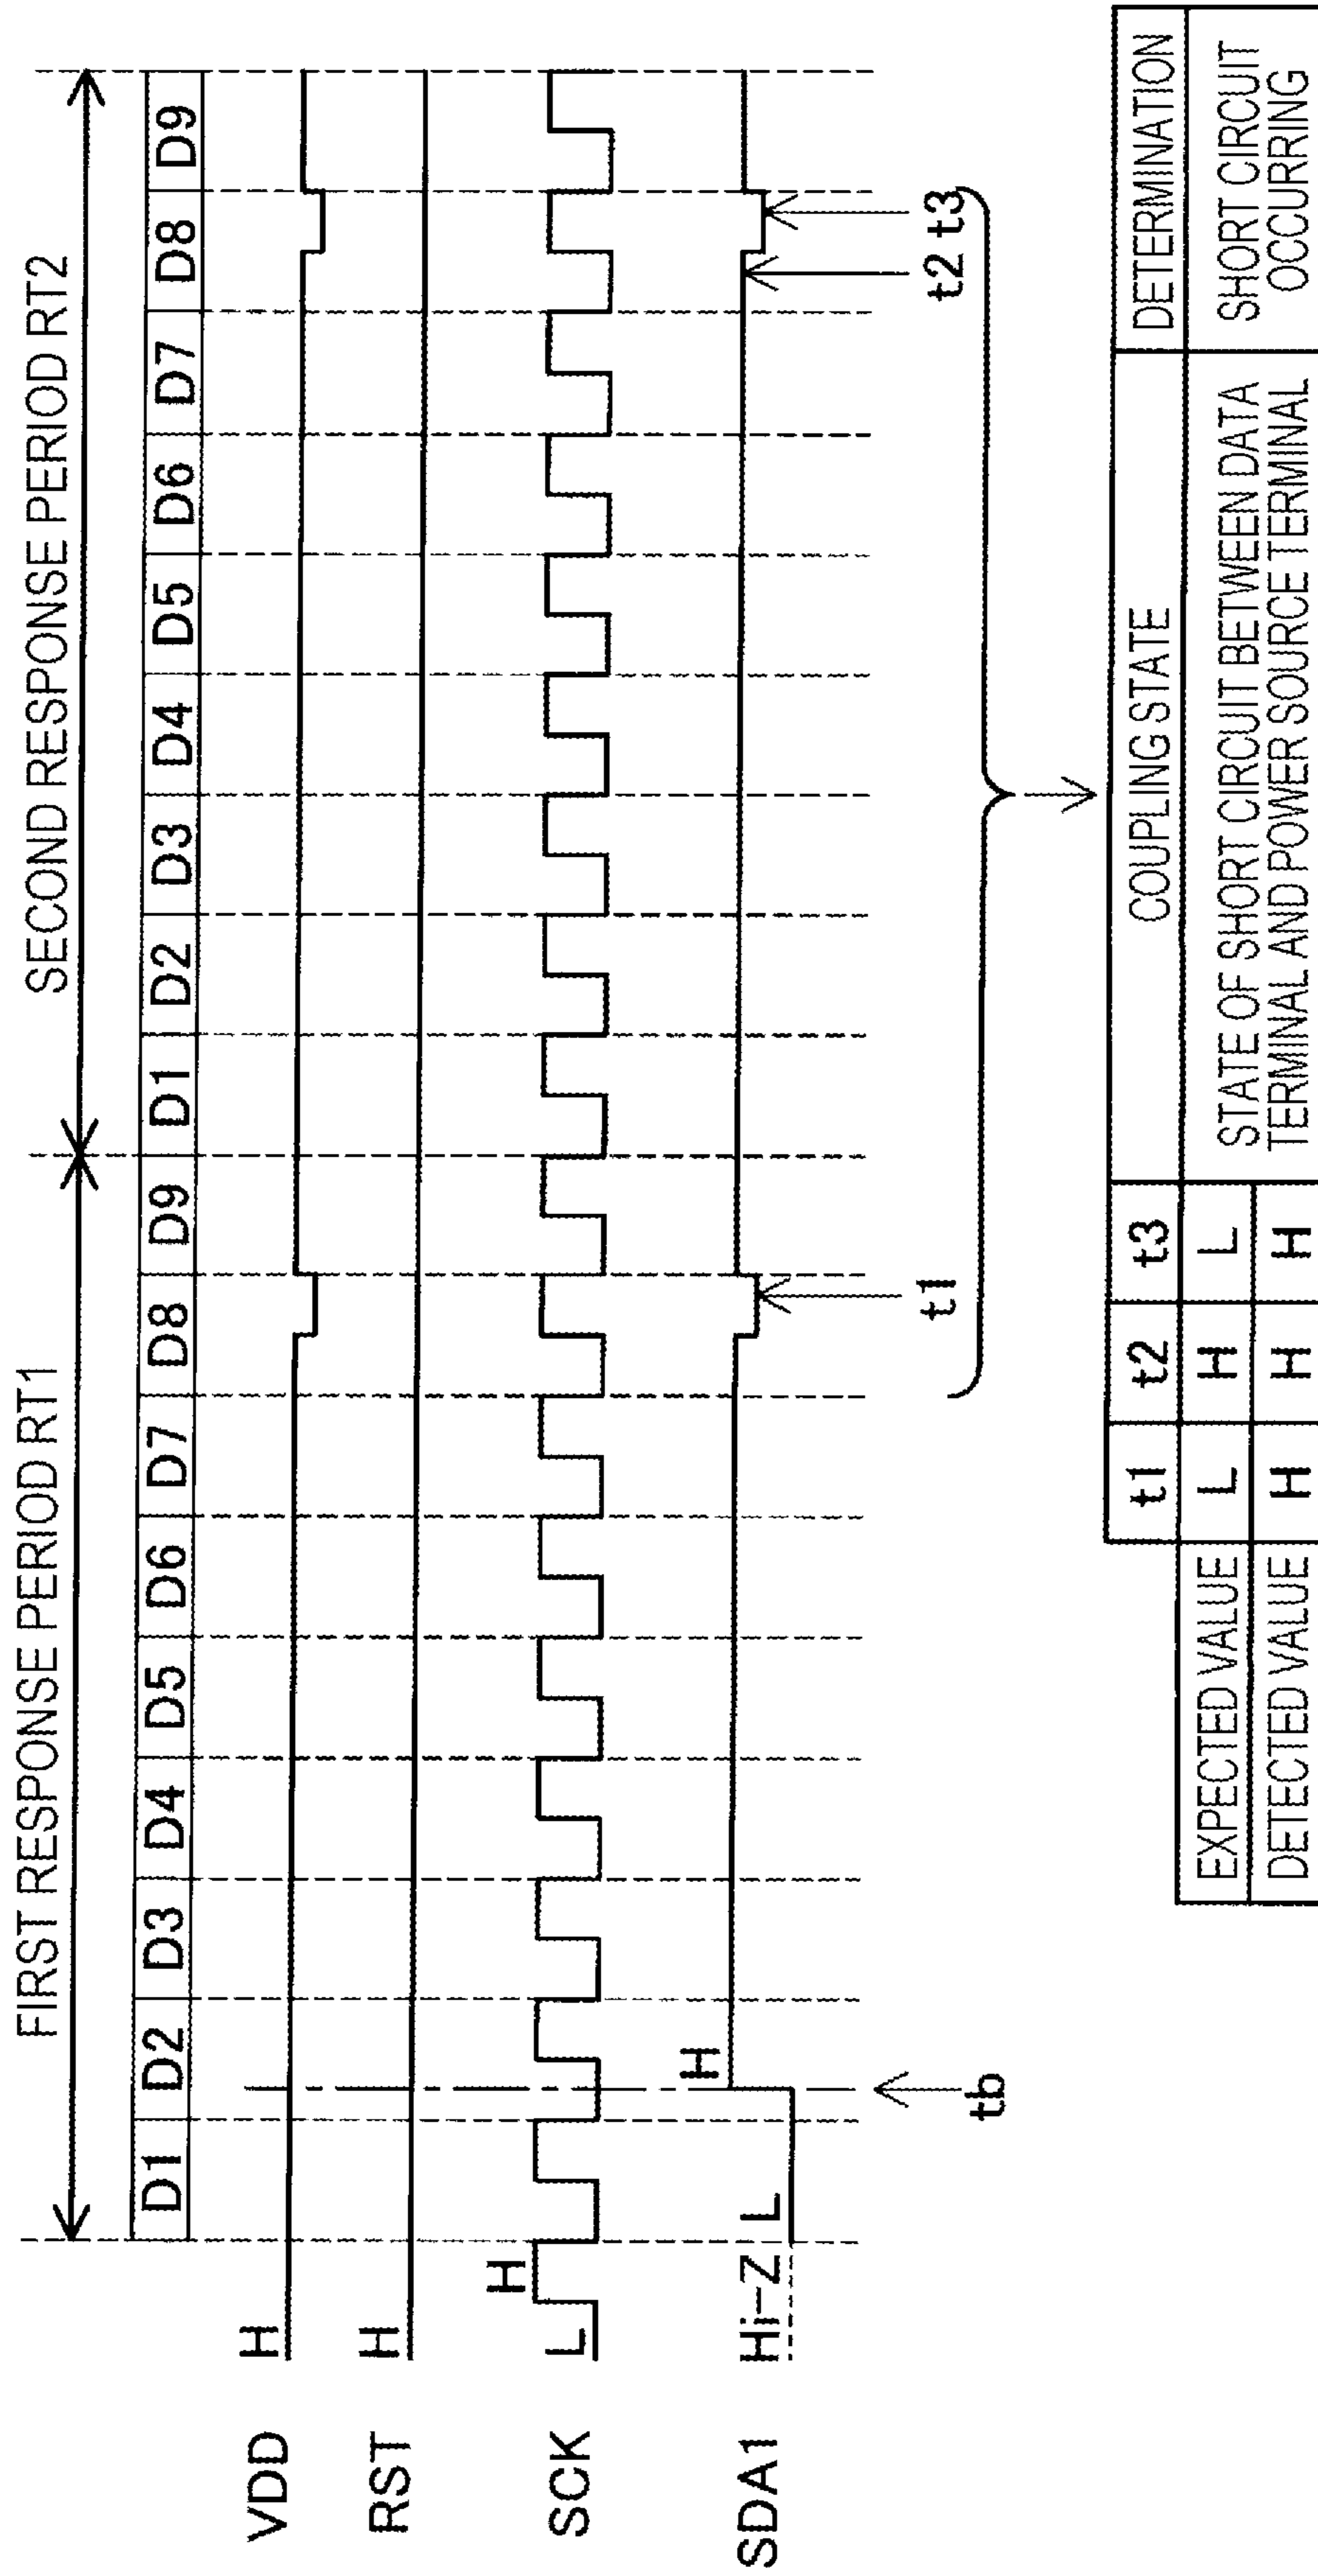 FIRST RESPONSE PERIOD RT1 SECOND RESPONSE PERIOD RT2
D1 D2 D3 D4 D5 D6 D7 D8 D9 D1 D2 D3 D4 D5 D6 D7 D8 D9
VDD H
RST H
SCK L H
SDA1 Hi-Z L H
tb t1 t2 t3
t1 t2 t3 COUPLING STATE DETERMINATION
EXPECTED VALUE L H L
DETECTED VALUE H H H
STATE OF SHORT CIRCUIT BETWEEN DATA
TERMINAL AND POWER SOURCE TERMINAL
SHORT CIRCUIT
OCCURRING